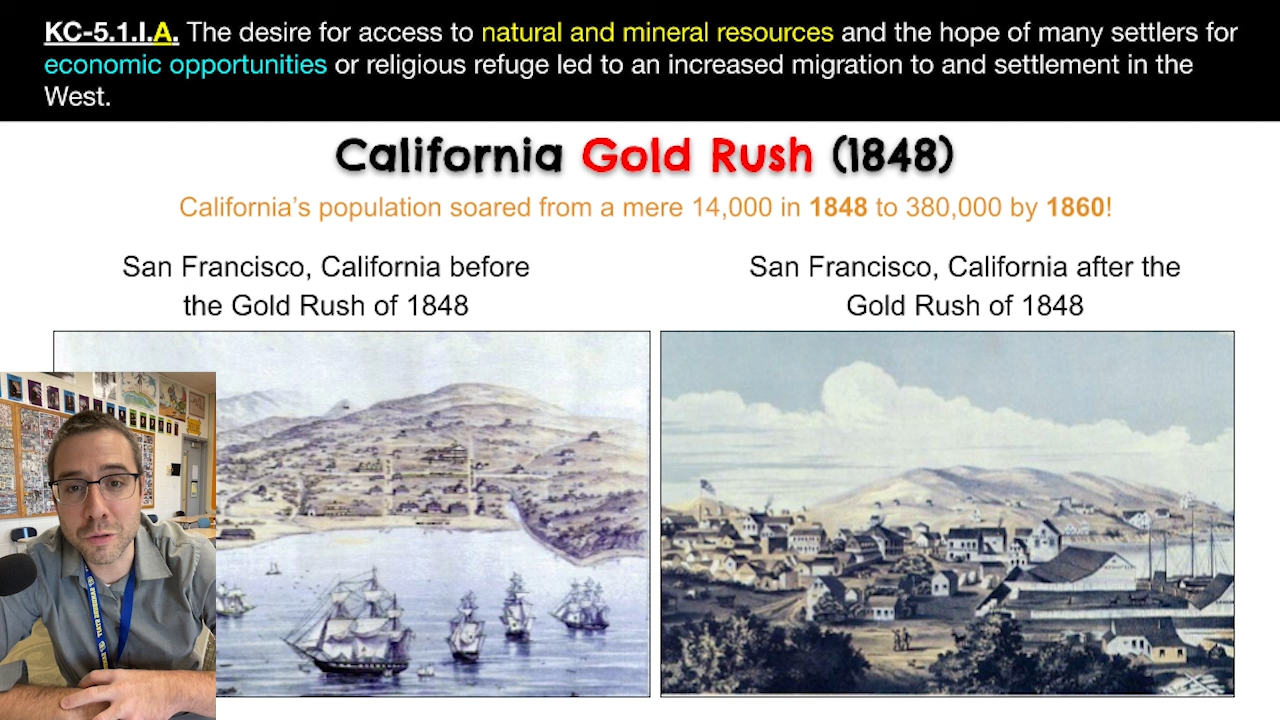 KC-5.1.I.A. The desire for access to natural and mineral resources and the hope of many settlers for
economic opportunities or religious refuge led to an increased migration to and settlement in the
West.
California Gold Rush (1848)
California's population soared from a mere 14,000 in 1848 to 380,000 by 1860!
San Francisco, California before
the Gold Rush of 1848
San Francisco, California after the
Gold Rush of 1848